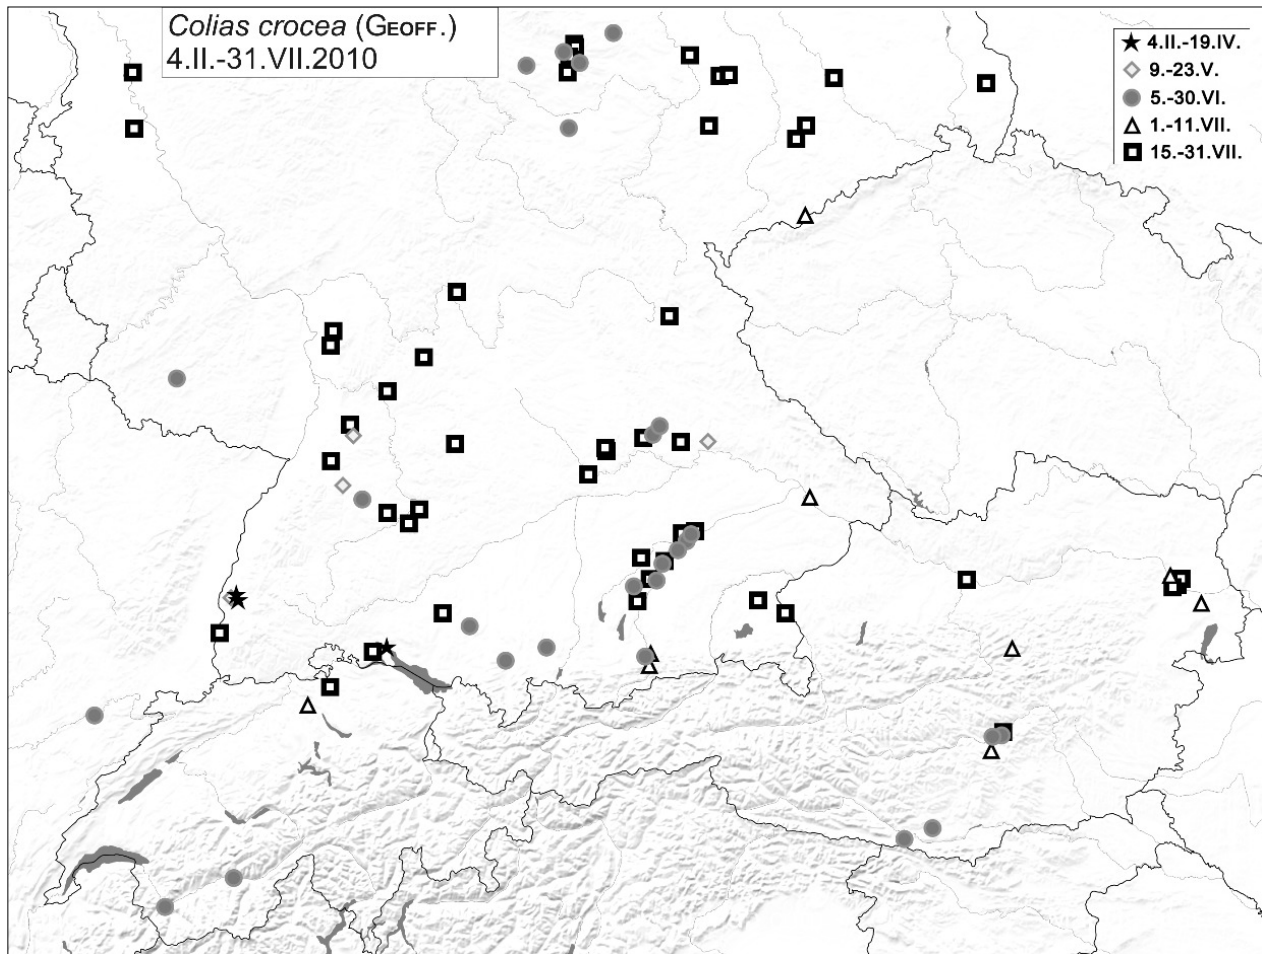 Colias crocea (GEOFF.)
4.II.-31.VII.2010
4.II.-19.IV.
9.-23.V.
5.-30.VI.
1.-11.VII.
15.-31.VII.